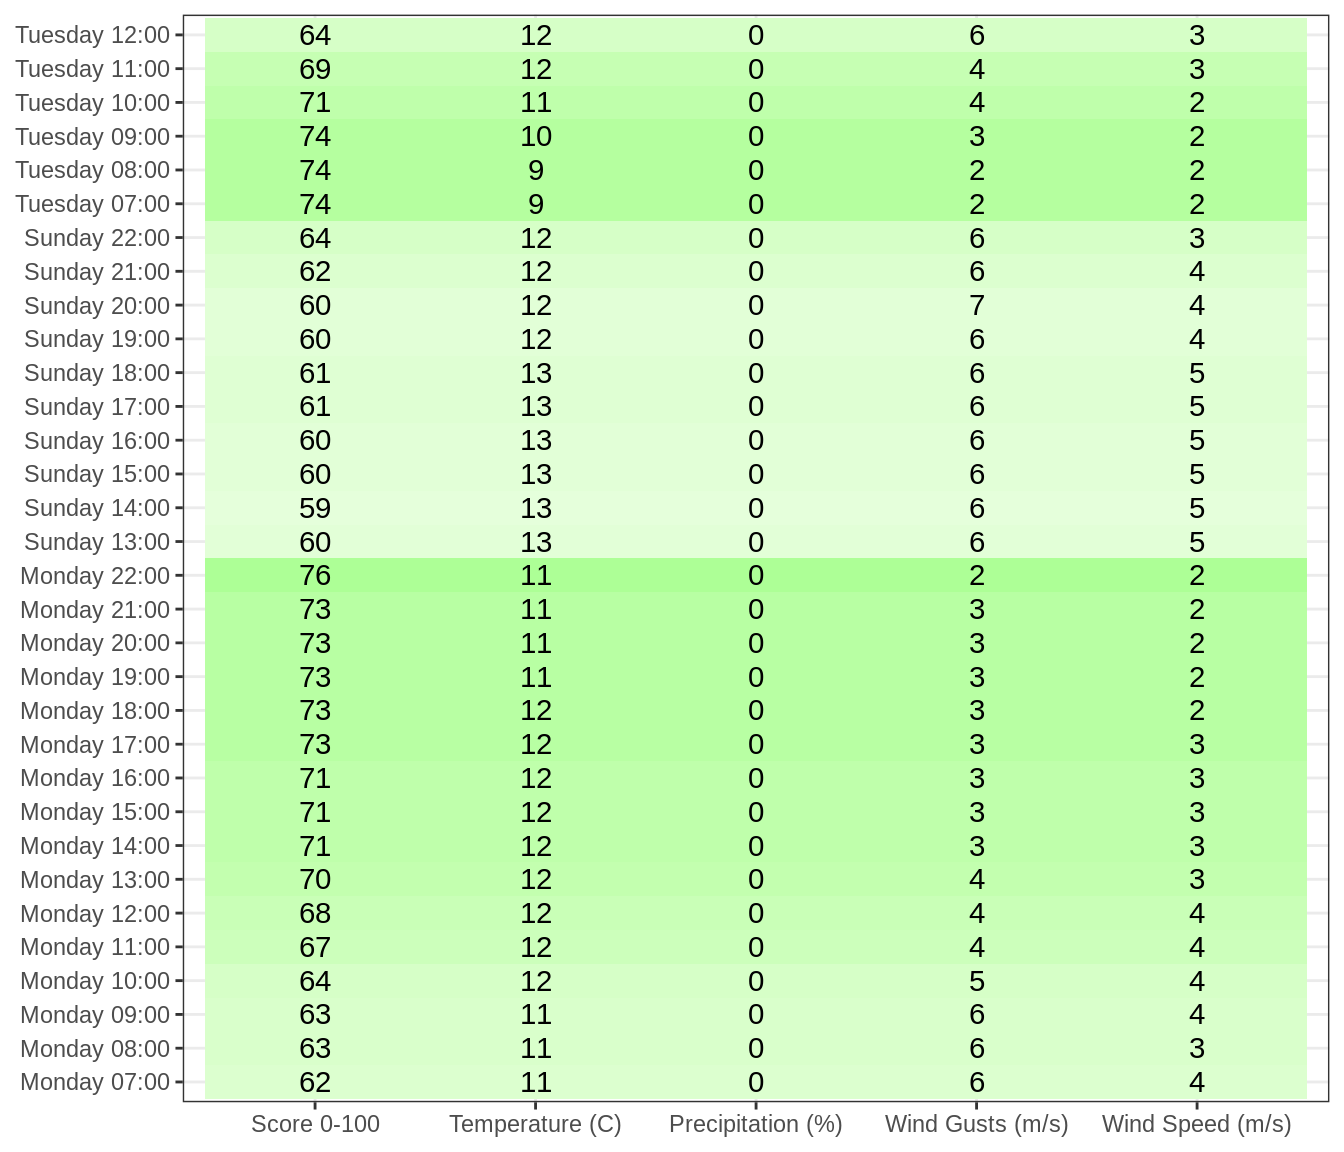 Tuesday 12:00 64 12 0 6 3
Tuesday 11:00 69 12 0 4 3
Tuesday 10:00 71 11 0 4 2
Tuesday 09:00 74 10 0 3 2
Tuesday 08:00 74 9 0 2 2
Tuesday 07:00 74 9 0 2 2
Sunday 22:00 64 12 0 6 3
Sunday 21:00 62 12 0 6 4
Sunday 20:00 60 12 0 7 4
Sunday 19:00 60 12 0 6 4
Sunday 18:00 61 13 0 6 5
Sunday 17:00 61 13 0 6 5
Sunday 16:00 60 13 0 6 5
Sunday 15:00 60 13 0 6 5
Sunday 14:00 59 13 0 6 5
Sunday 13:00 60 13 0 6 5
Monday 22:00 76 11 0 2 2
Monday 21:00 73 11 0 3 2
Monday 20:00 73 11 0 3 2
Monday 19:00 73 11 0 3 2
Monday 18:00 73 12 0 3 2
Monday 17:00 73 12 0 3 3
Monday 16:00 71 12 0 3 3
Monday 15:00 71 12 0 3 3
Monday 14:00 71 12 0 3 3
Monday 13:00 70 12 0 4 3
Monday 12:00 68 12 0 4 4
Monday 11:00 67 12 0 4 4
Monday 10:00 64 12 0 5 4
Monday 09:00 63 11 0 6 4
Monday 08:00 63 11 0 6 3
Monday 07:00 62 11 0 6 4
Score 0-100 Temperature (C) Precipitation (%) Wind Gusts (m/s) Wind Speed (m/s)